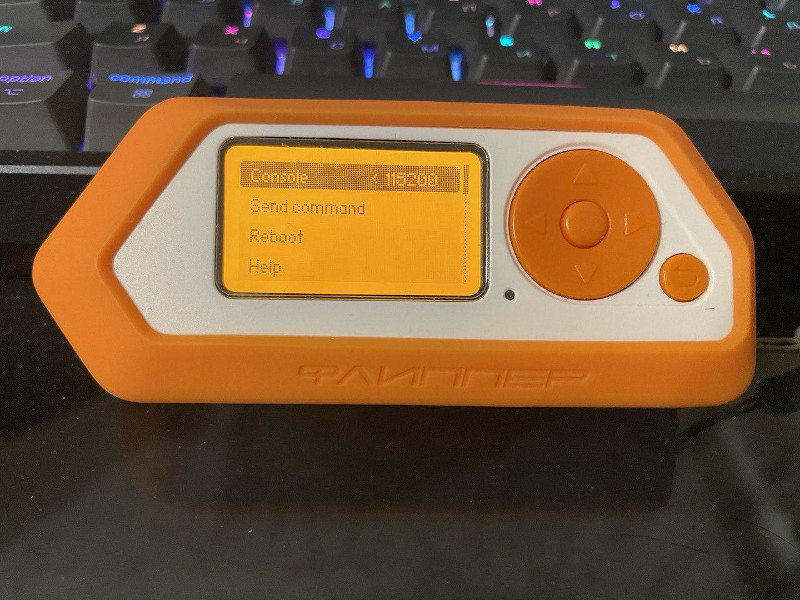 option
command
Console < 115200
Send command
Reboot
Help
ФЛИППЕР